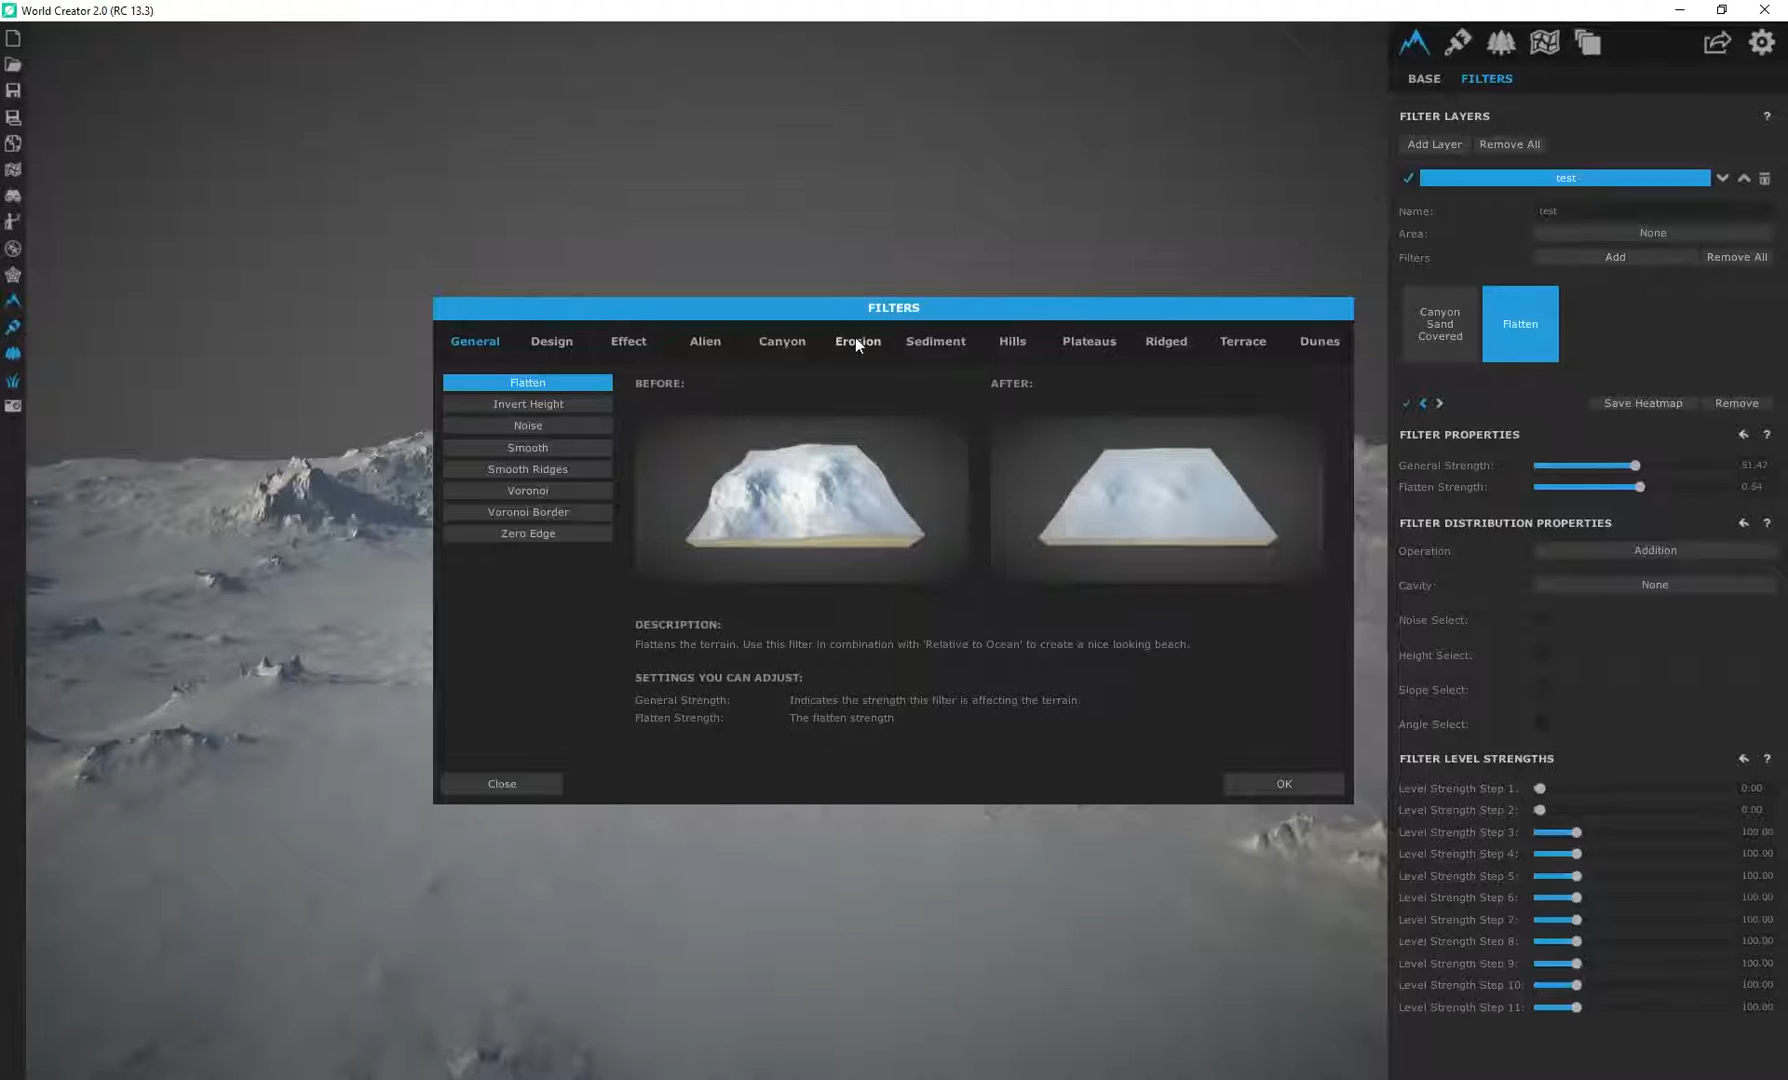 World Creator 2.0 (RC 13.3)
BASE FILTERS
FILTER LAYERS ?
Add Layer Remove All
test
Name: test
Area: None
Filters Add Remove All
Canyon
Sand
Covered
Flatten
Save Heatmap Remove
FILTER PROPERTIES ?
General Strength: 51.47
Flatten Strength: 0.54
FILTER DISTRIBUTION PROPERTIES ?
Operation Addition
Cavity: None
Noise Select:
Height Select:
Slope Select:
Angle Select:
FILTER LEVEL STRENGTHS ?
Level Strength Step 1: 0.00
Level Strength Step 2: 0.00
Level Strength Step 3: 100.00
Level Strength Step 4: 100.00
Level Strength Step 5: 100.00
Level Strength Step 6: 100.00
Level Strength Step 7: 100.00
Level Strength Step 8: 100.00
Level Strength Step 9: 100.00
Level Strength Step 10: 100.00
Level Strength Step 11: 100.00
FILTERS
General Design Effect Alien Canyon Erosion Sediment Hills Plateaus Ridged Terrace Dunes
Flatten
Invert Height
Noise
Smooth
Smooth Ridges
Voronoi
Voronoi Border
Zero Edge
BEFORE: AFTER:
DESCRIPTION:
Flattens the terrain. Use this filter in combination with 'Relative to Ocean' to create a nice looking beach.
SETTINGS YOU CAN ADJUST:
General Strength: Indicates the strength this filter is affecting the terrain.
Flatten Strength: The flatten strength
Close OK